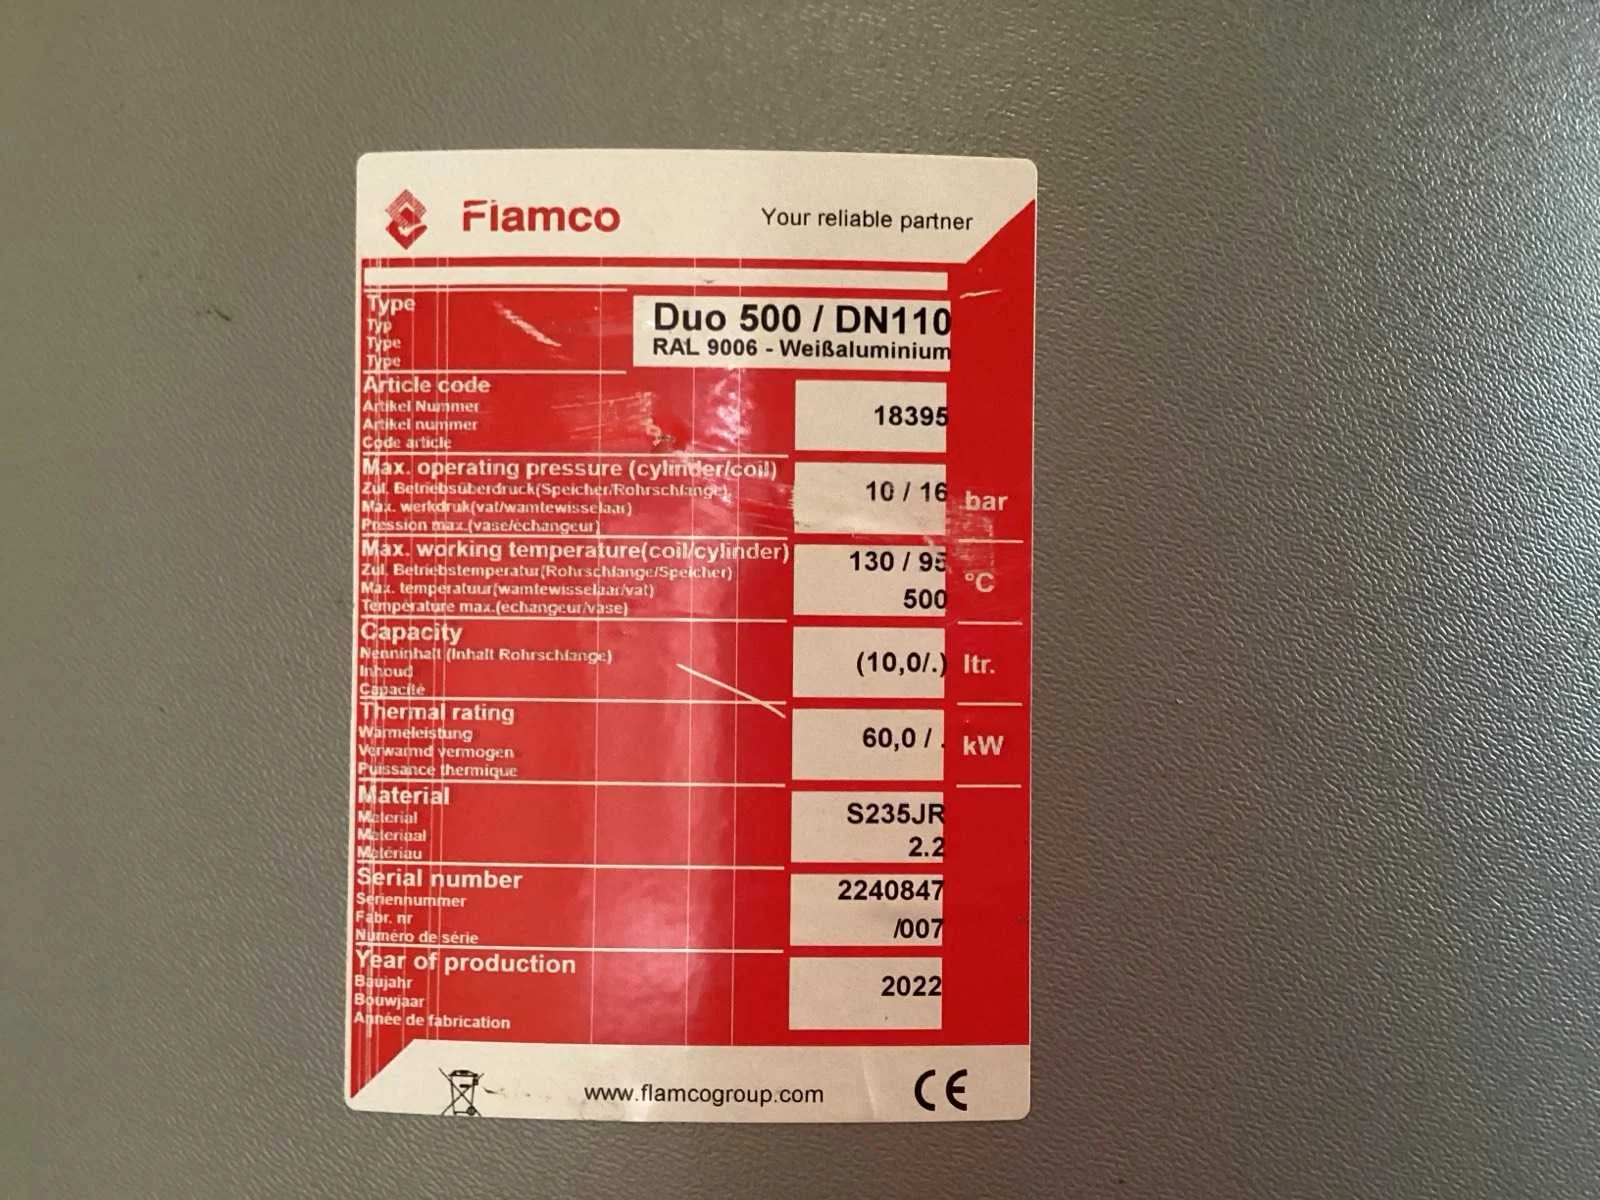 Flamco
Your reliable partner
Type
Typ
Type
Type
Duo 500 / DN110
RAL 9006 - Weißaluminium
Article code
Artikel Nummer
Artikel nummer
Code article
18395
Max. operating pressure (cylinder/coil)
Zul. Betriebsüberdruck(Speicher/Rohrschlange)
Max. werkdruk(vat/wamtewisselaar)
Pression max.(vase/échangeur)
10 / 16
bar
Max. working temperature(coil/cylinder)
Zul. Betriebstemperatur(Rohrschlange/Speicher)
Max. temperatuur(wamtewisselaar/vat)
Température max.(échangeur/vase)
130 / 95
°C
500
Capacity
Nenninhalt (Inhalt Rohrschlange)
Inhoud
Capacité
(10,0/.)
ltr.
Thermal rating
Wärmeleistung
Verwarmd vermogen
Puissance thermique
60,0 / .
kW
Material
Material
Materiaal
Matériau
S235JR
2.2
Serial number
Seriennummer
Fabr. nr
Numéro de série
2240847
/007
Year of production
Baujahr
Bouwjaar
Année de fabrication
2022
www.flamcogroup.com
CE